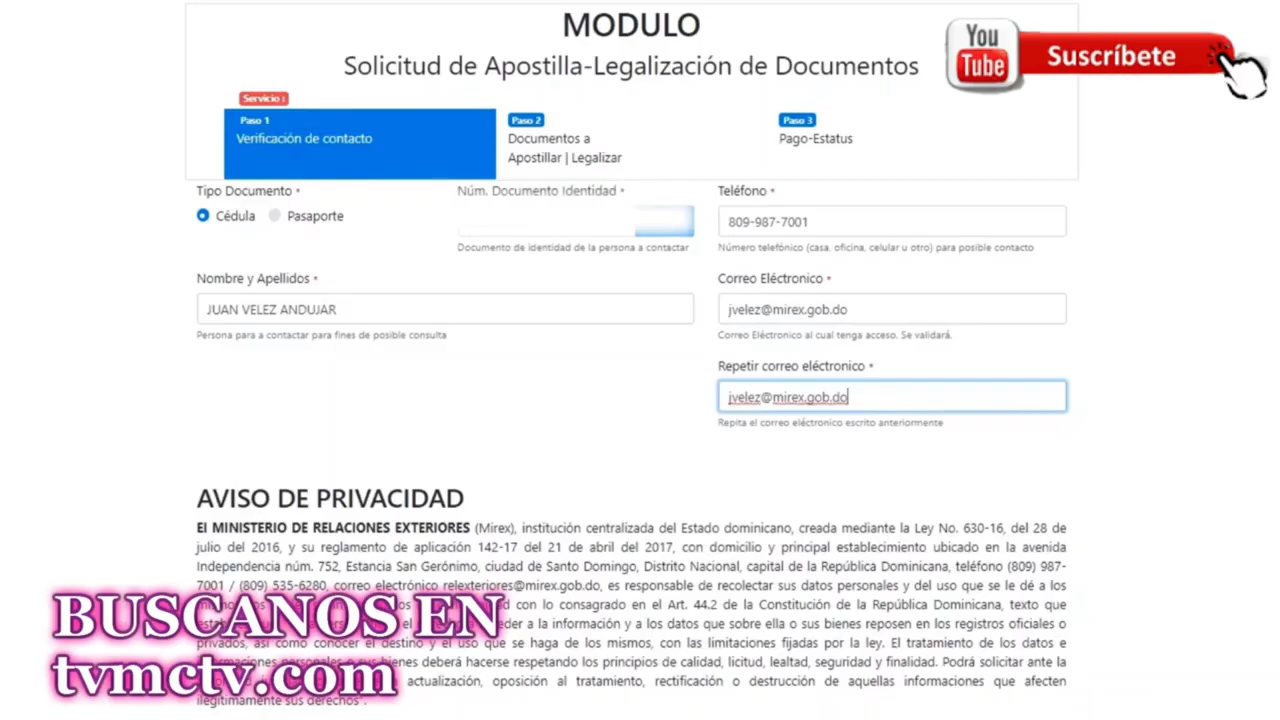 MODULO
Solicitud de Apostilla-Legalización de Documentos
You
Tube
Suscríbete
Servicio :
Paso 1
Verificación de contacto
Paso 2
Documentos a
Apostillar | Legalizar
Paso 3
Pago-Estatus
Tipo Documento *
Cédula Pasaporte
Núm. Documento Identidad *
Documento de identidad de la persona a contactar
Teléfono *
809-987-7001
Número telefónico (casa, oficina, celular u otro) para posible contacto
Nombre y Apellidos *
JUAN VELEZ ANDUJAR
Persona para a contactar para fines de posible consulta
Correo Eléctronico *
jvelez@mirex.gob.do
Correo Eléctronico al cual tenga acceso. Se validará.
Repetir correo eléctronico *
jvelez@mirex.gob.do
Repita el correo eléctronico escrito anteriormente
AVISO DE PRIVACIDAD
El MINISTERIO DE RELACIONES EXTERIORES (Mirex), institución centralizada del Estado dominicano, creada mediante la Ley No. 630-16, del 28 de
julio del 2016, y su reglamento de aplicación 142-17 del 21 de abril del 2017, con domicilio y principal establecimiento ubicado en la avenida
Independencia núm. 752, Estancia San Gerónimo, ciudad de Santo Domingo, Distrito Nacional, capital de la República Dominicana, teléfono (809) 987-
7001 / (809) 535-6280, correo electrónico relexteriores@mirex.gob.do, es responsable de recolectar sus datos personales y del uso que se le dé a los
con lo consagrado en el Art. 44.2 de la Constitución de la República Dominicana, texto que
a la información y a los datos que sobre ella o sus bienes reposen en los registros oficiales o
privados, así como conocer el destino y el uso que se haga de los mismos, con las limitaciones fijadas por la ley. El tratamiento de los datos e
sus bienes deberá hacerse respetando los principios de calidad, licitud, lealtad, seguridad y finalidad. Podrá solicitar ante la
actualización, oposición al tratamiento, rectificación o destrucción de aquellas informaciones que afecten
ilegítimamente sus derechos".
BUSCANOS EN
tvmctv.com